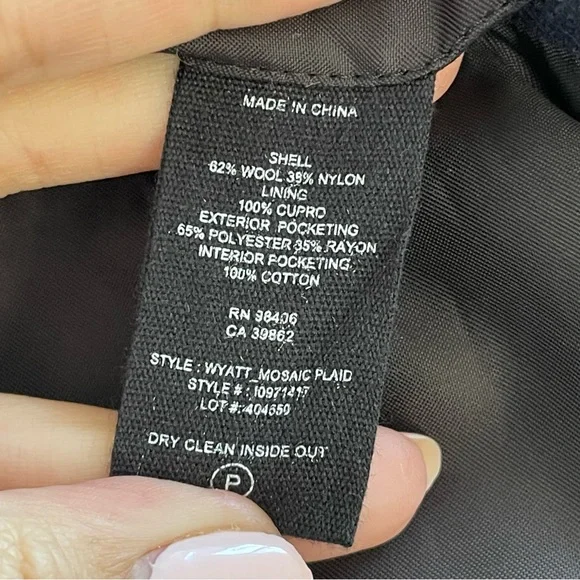 MADE IN CHINA
SHELL
62% WOOL 38% NYLON
LINING
100% CUPRO
EXTERIOR POCKETING
65% POLYESTER 35% RAYON
INTERIOR POCKETING
100% COTTON
RN 98406
CA 39862
STYLE : WYATT_MOSAIC PLAID
STYLE # :
LOT #: 404650
DRY CLEAN INSIDE OUT
P